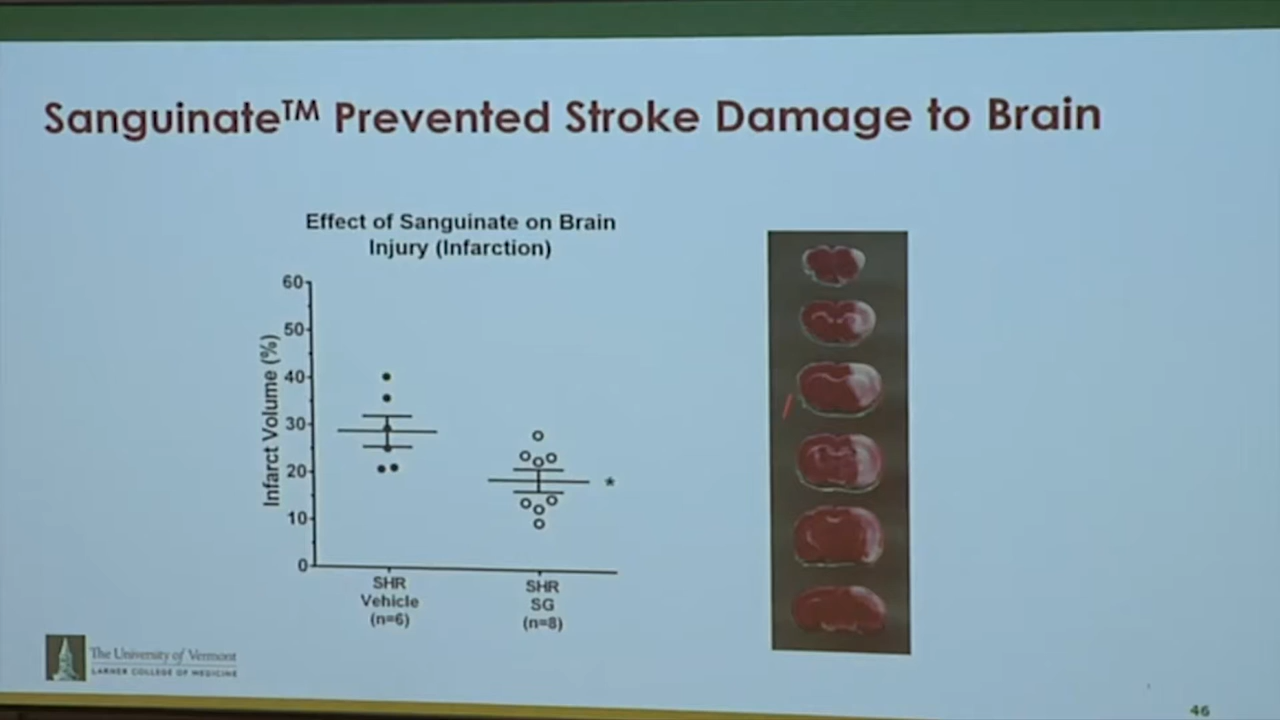 Sanguinate™ Prevented Stroke Damage to Brain
Effect of Sanguinate on Brain
Injury (Infarction)
Infarct Volume (%)
60
50
40
30
20
10
0
*
SHR
Vehicle
(n=6)
SHR
SG
(n=8)
The University of Vermont
LARNER COLLEGE OF MEDICINE
46